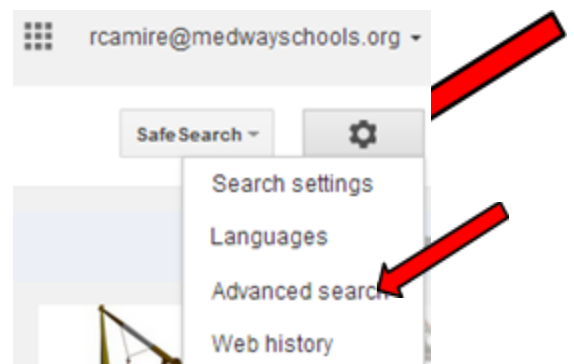 rcamire@medwayschools.org
SafeSearch
Search settings
Languages
Advanced search
Web history